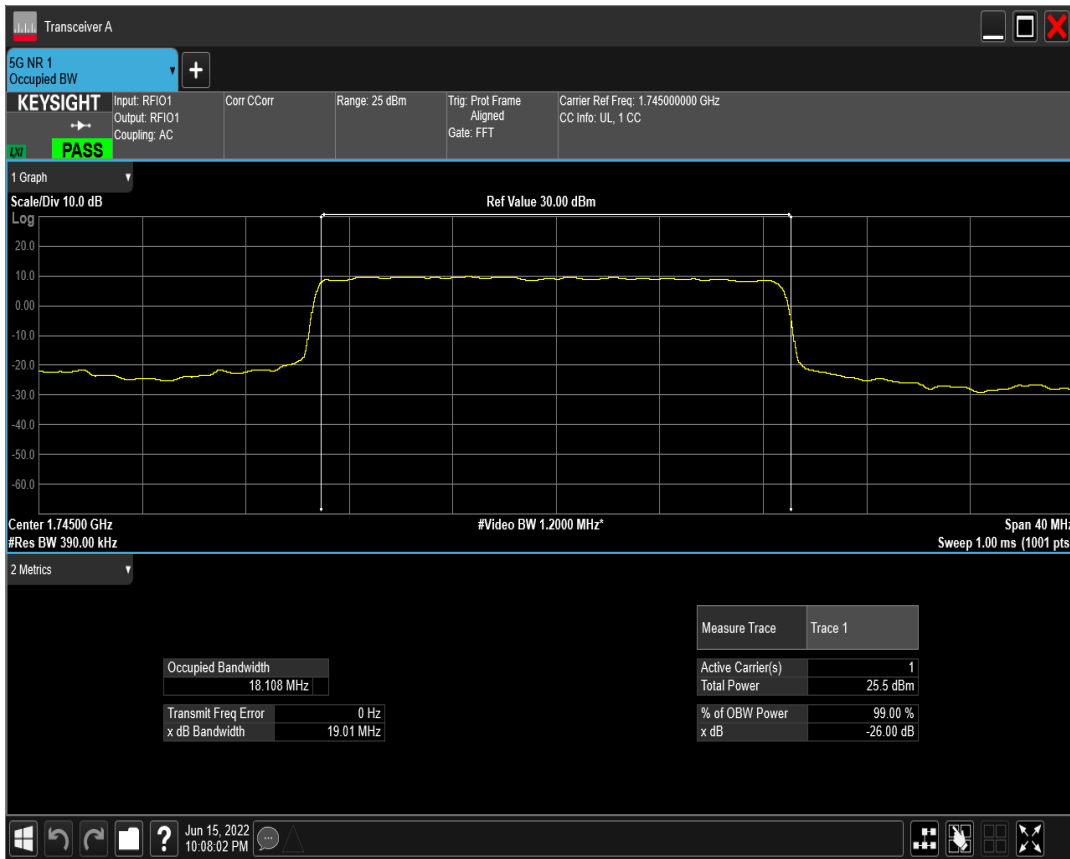 Transceiver A
5G NR 1
Occupied BW
+
KEYSIGHT
LXI
PASS
Input: RFIO1
Output: RFIO1
Coupling: AC
Corr CCorr
Range: 25 dBm
Trig: Prot Frame
Aligned
Gate: FFT
Carrier Ref Freq: 1.745000000 GHz
CC Info: UL, 1 CC
1 Graph
Scale/Div 10.0 dB
Ref Value 30.00 dBm
Log
20.0
10.0
0.00
-10.0
-20.0
-30.0
-40.0
-50.0
-60.0
Center 1.74500 GHz
#Video BW 1.2000 MHz*
Span 40 MHz
#Res BW 390.00 kHz
Sweep 1.00 ms (1001 pts
2 Metrics
Measure Trace Trace 1
Occupied Bandwidth
18.108 MHz
Active Carrier(s) 1
Total Power 25.5 dBm
Transmit Freq Error 0 Hz
x dB Bandwidth 19.01 MHz
% of OBW Power 99.00 %
x dB -26.00 dB
?
Jun 15, 2022
10:08:02 PM